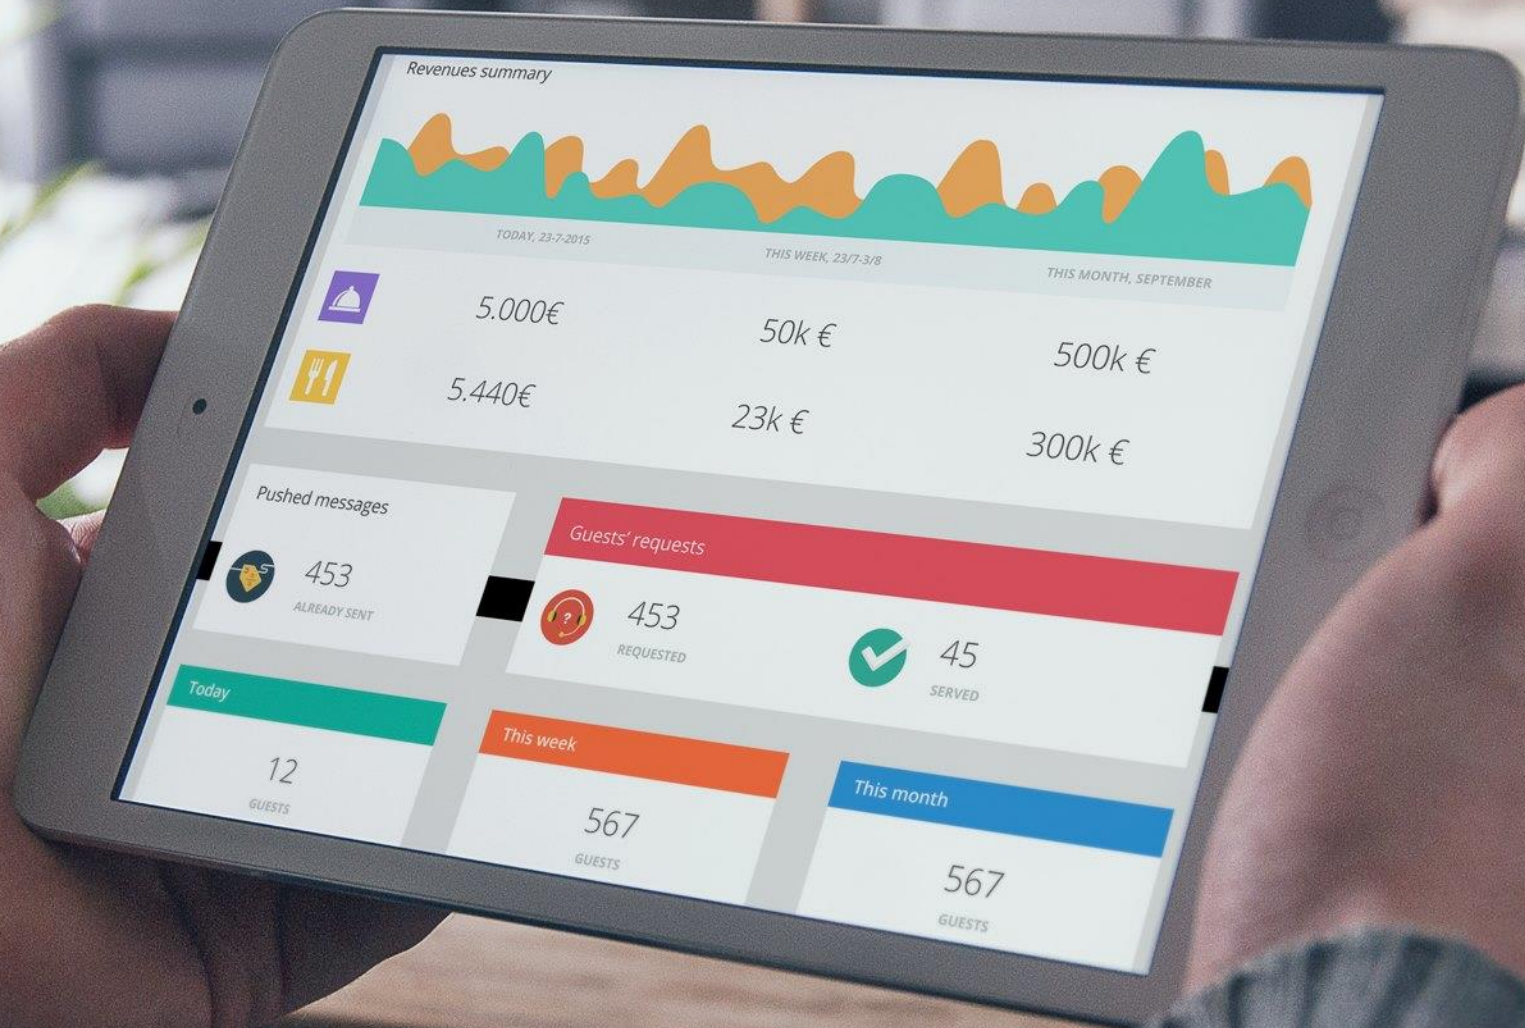 Revenues summary
TODAY, 23-7-2015
THIS WEEK, 23/7-3/8
THIS MONTH, SEPTEMBER
5.000€
50k €
500k €
5.440€
23k €
300k €
Pushed messages
453
ALREADY SENT
Guests' requests
?
453
REQUESTED
45
SERVED
Today
12
GUESTS
This week
567
GUESTS
This month
567
GUESTS